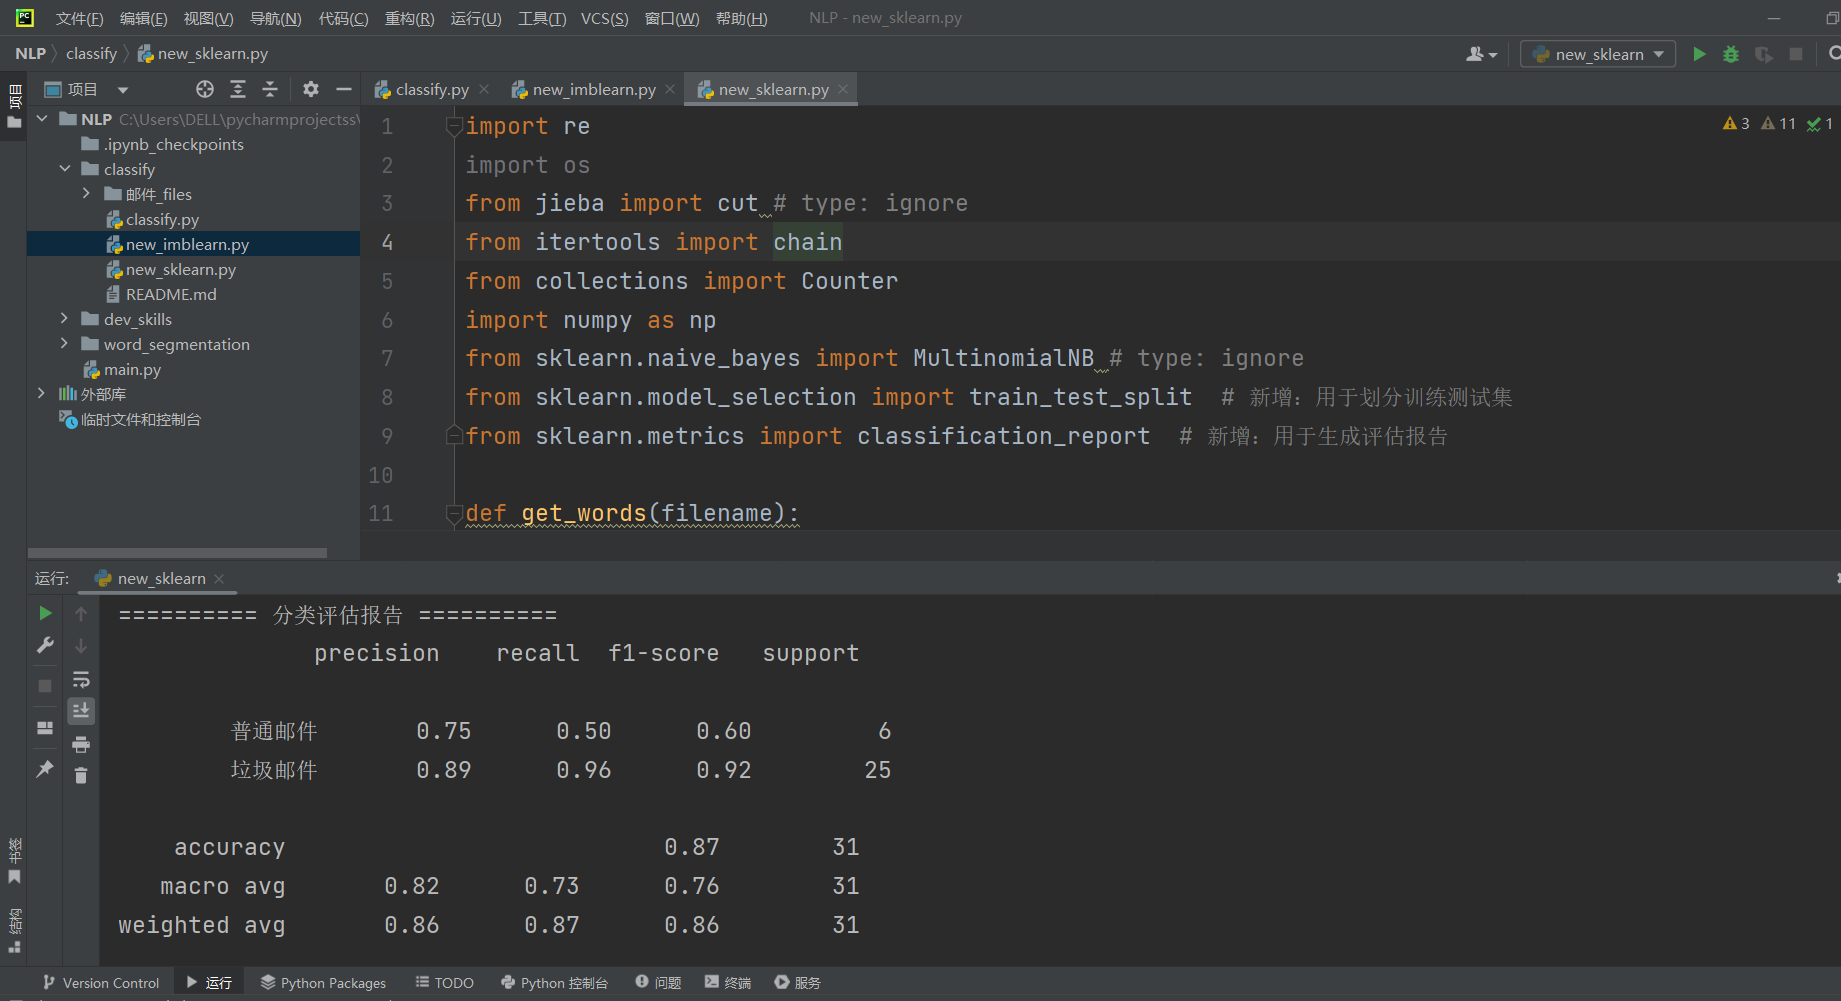 文件(F) 编辑(E) 视图(V) 导航(N) 代码(C) 重构(R) 运行(U) 工具(T) VCS(S) 窗口(W) 帮助(H) NLP - new_sklearn.py
NLP classify new_sklearn.py new_sklearn
项目 项目
classify.py new_imblearn.py new_sklearn.py
NLP C:\Users\DELL\pycharmprojectss\
.ipynb_checkpoints
classify
邮件_files
classify.py
new_imblearn.py
new_sklearn.py
README.md
dev_skills
word_segmentation
main.py
外部库
临时文件和控制台
3 11 1
1 import re
2 import os
3 from jieba import cut # type: ignore
4 from itertools import chain
5 from collections import Counter
6 import numpy as np
7 from sklearn.naive_bayes import MultinomialNB # type: ignore
8 from sklearn.model_selection import train_test_split # 新增：用于划分训练测试集
9 from sklearn.metrics import classification_report # 新增：用于生成评估报告
10
11 def get_words(filename):
运行: new_sklearn
========== 分类评估报告 ==========
precision recall f1-score support
普通邮件 0.75 0.50 0.60 6
垃圾邮件 0.89 0.96 0.92 25
accuracy 0.87 31
macro avg 0.82 0.73 0.76 31
weighted avg 0.86 0.87 0.86 31
书签
结构
Version Control 运行 Python Packages TODO Python 控制台 问题 终端 服务